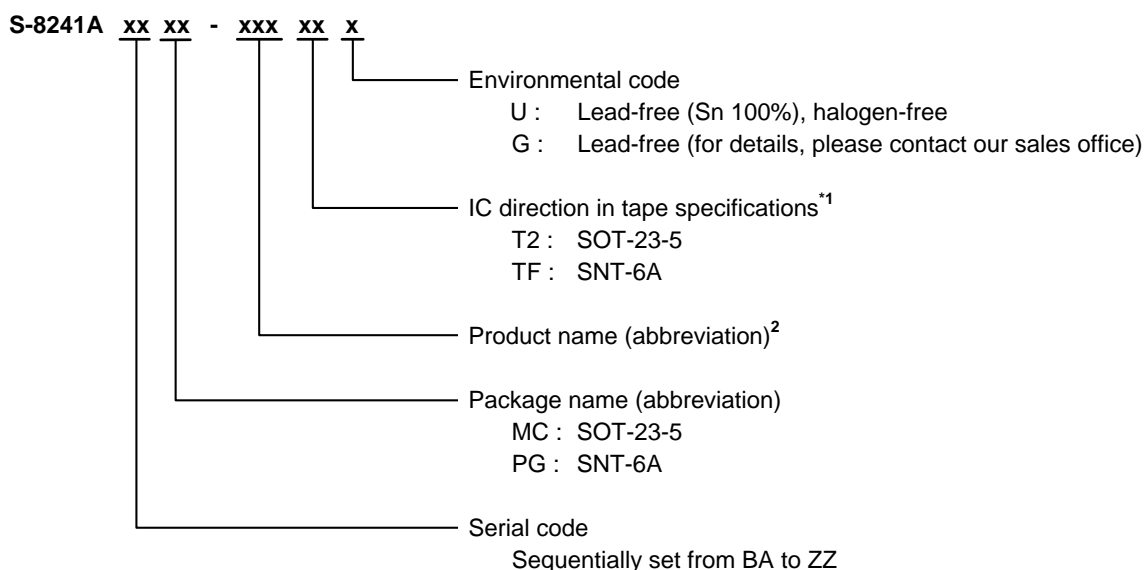 S-8241A xx xx - xxx xx x
Environmental code
U : Lead-free (Sn 100%), halogen-free
G : Lead-free (for details, please contact our sales office)
IC direction in tape specifications*1
T2 : SOT-23-5
TF : SNT-6A
Product name (abbreviation)2
Package name (abbreviation)
MC : SOT-23-5
PG : SNT-6A
Serial code
Sequentially set from BA to ZZ